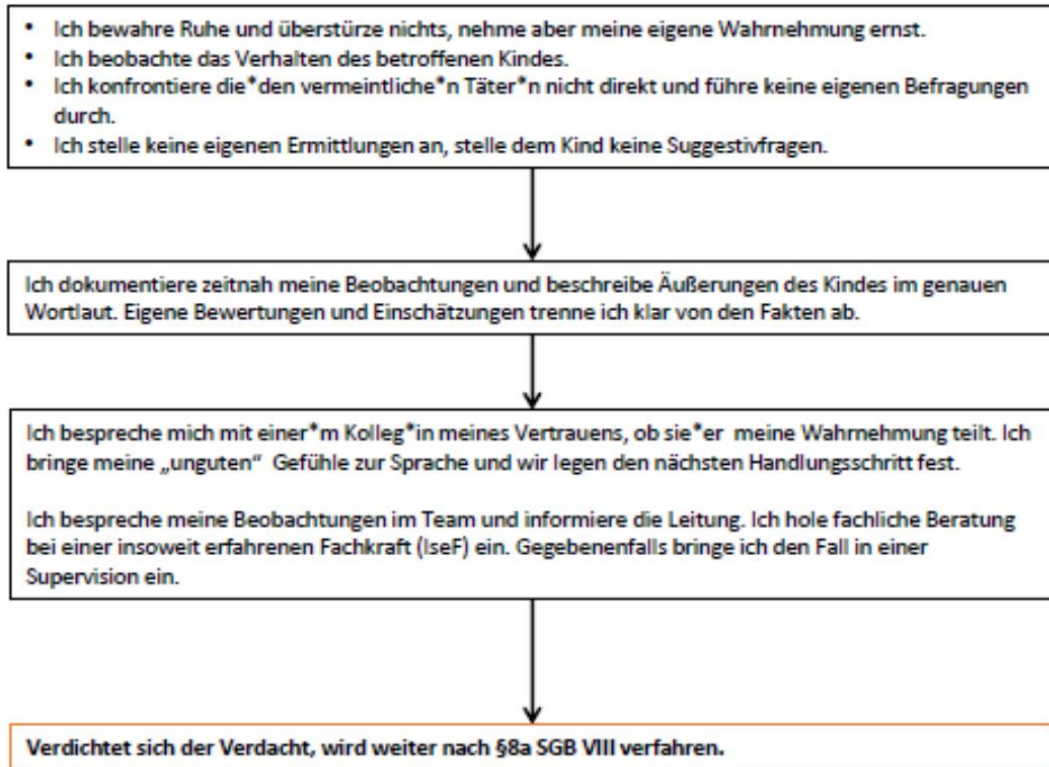 • Ich bewahre Ruhe und überstürze nichts, nehme aber meine eigene Wahrnehmung ernst.
• Ich beobachte das Verhalten des betroffenen Kindes.
• Ich konfrontiere die*den vermeintliche*n Täter*n nicht direkt und führe keine eigenen Befragungen
durch.
• Ich stelle keine eigenen Ermittlungen an, stelle dem Kind keine Suggestivfragen.
Ich dokumentiere zeitnah meine Beobachtungen und beschreibe Äußerungen des Kindes im genauen
Wortlaut. Eigene Bewertungen und Einschätzungen trenne ich klar von den Fakten ab.
Ich bespreche mich mit einer*m Kolleg*in meines Vertrauens, ob sie*er meine Wahrnehmung teilt. Ich
bringe meine „unguten“ Gefühle zur Sprache und wir legen den nächsten Handlungsschritt fest.
Ich bespreche meine Beobachtungen im Team und informiere die Leitung. Ich hole fachliche Beratung
bei einer insoweit erfahrenen Fachkraft (IseF) ein. Gegebenenfalls bringe ich den Fall in einer
Supervision ein.
Verdichtet sich der Verdacht, wird weiter nach §8a SGB VIII verfahren.